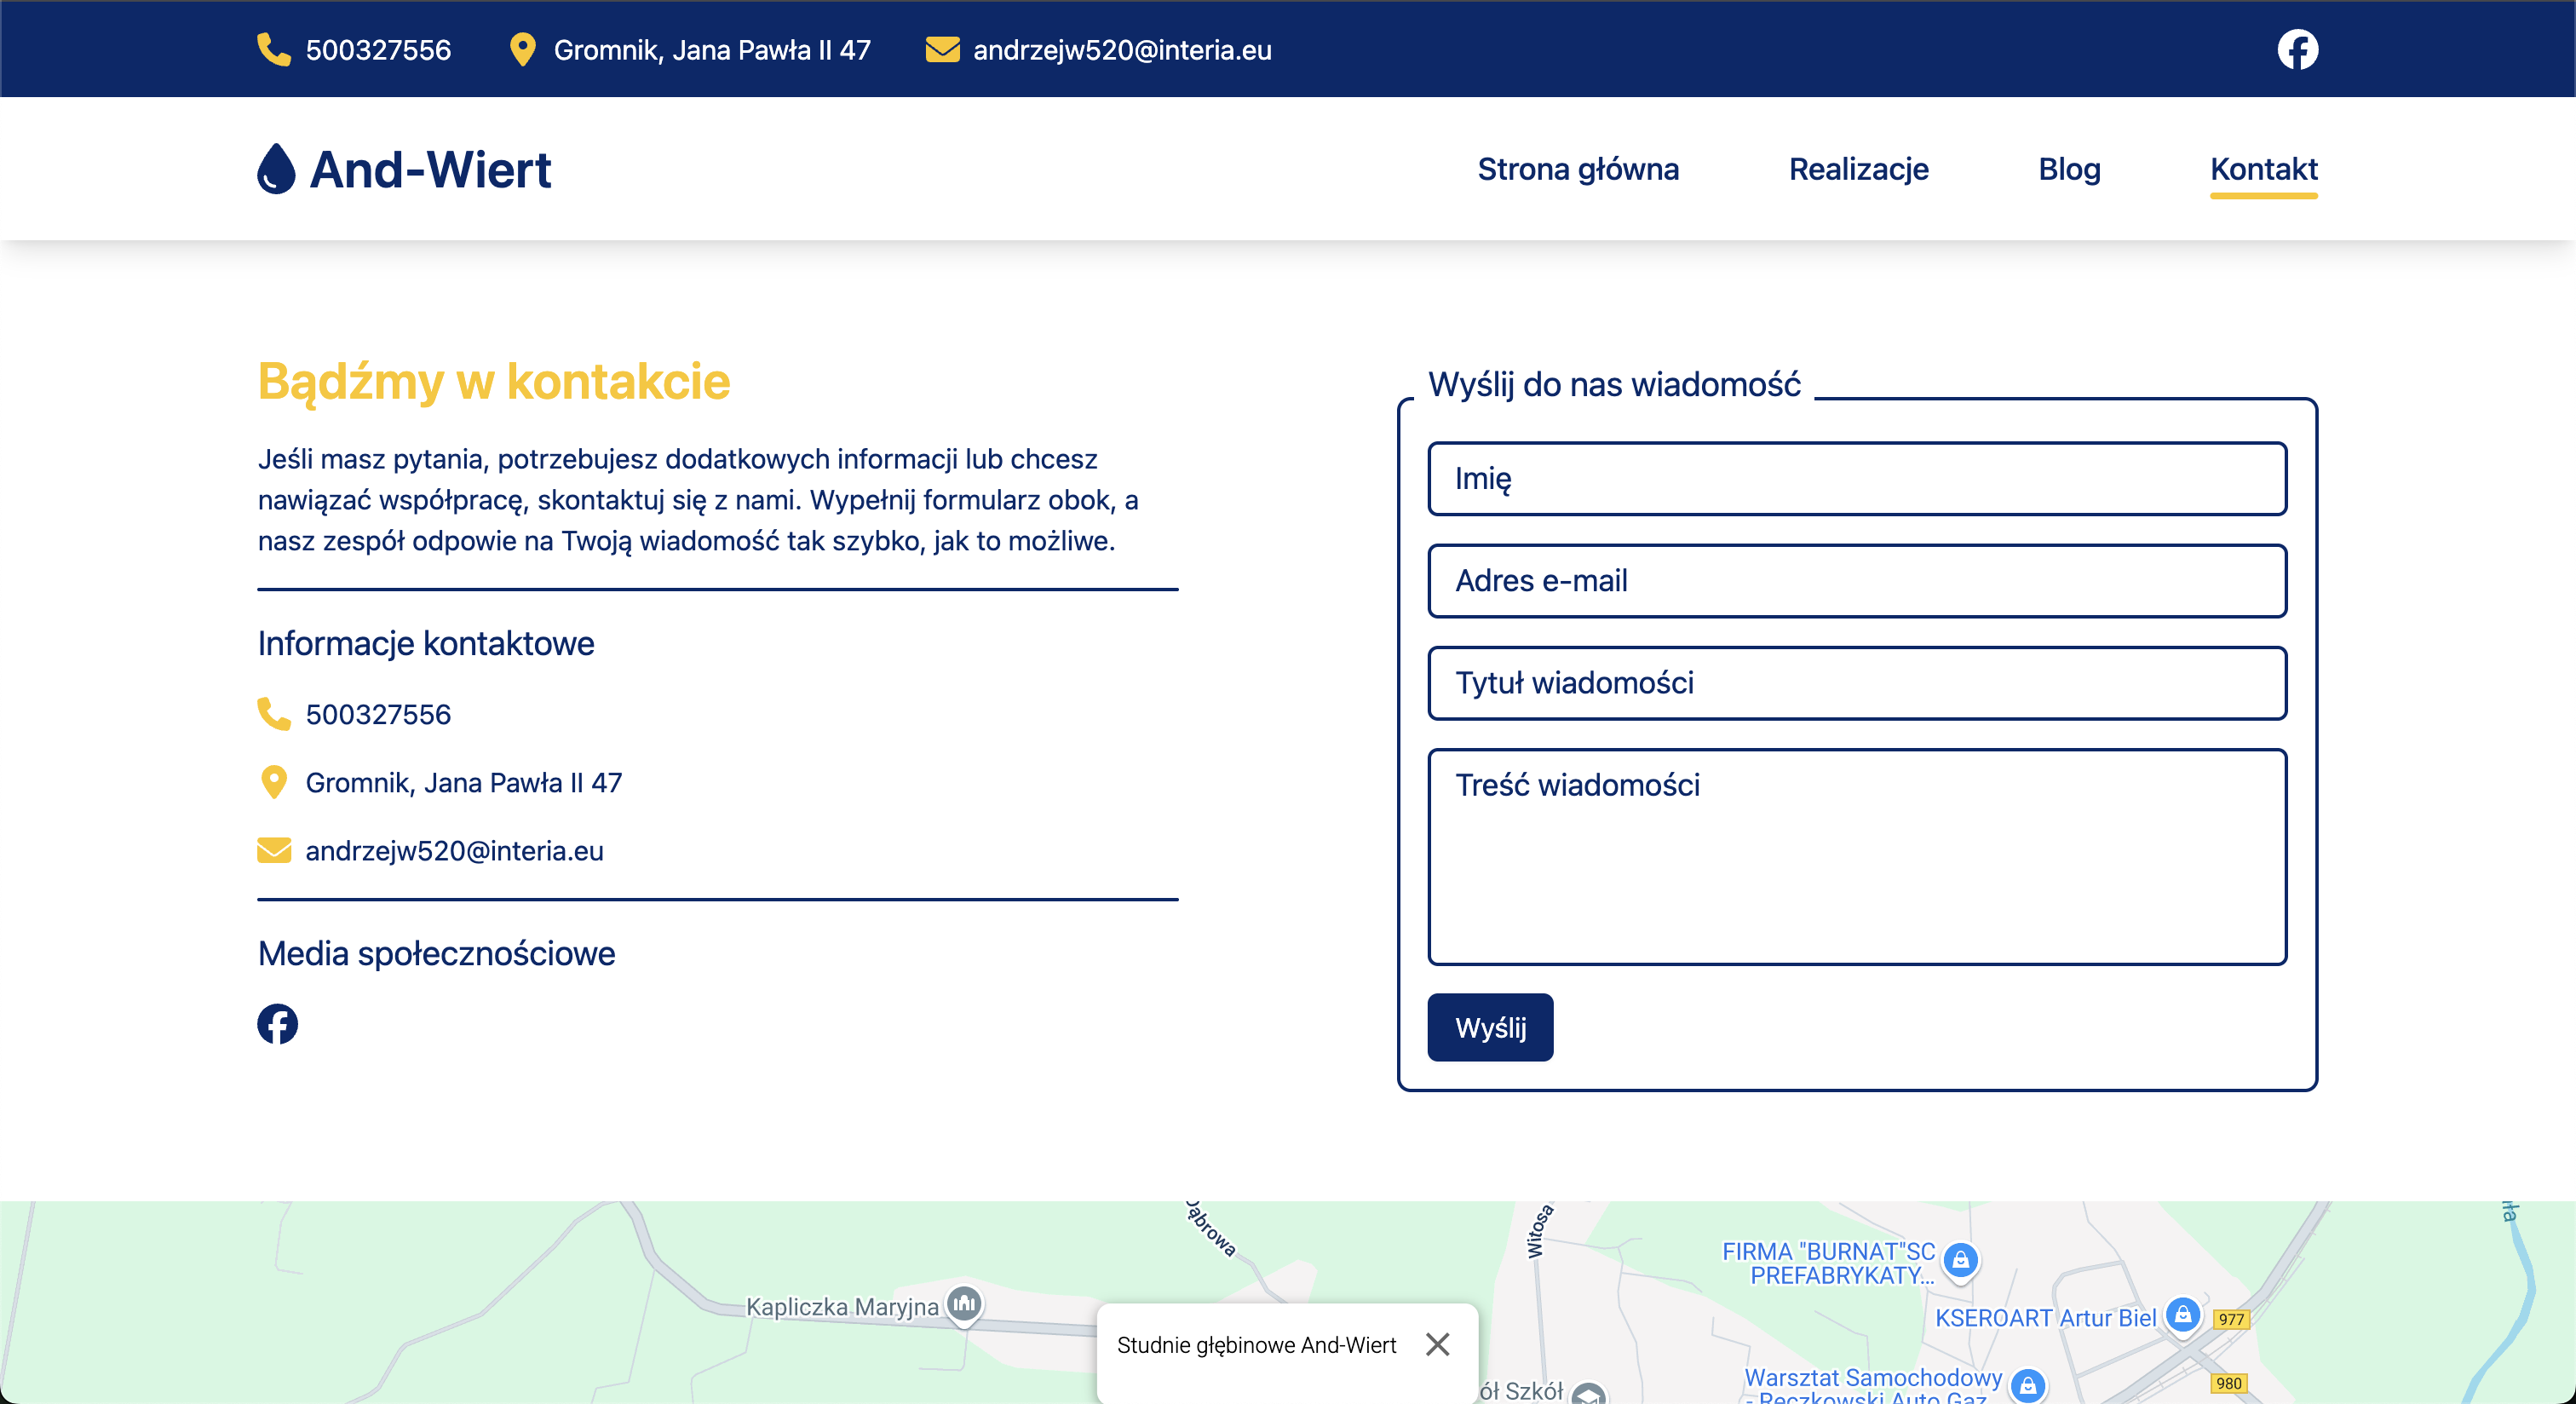 500327556
Gromnik, Jana Pawła II 47
andrzejw520@interia.eu
And-Wiert
Strona główna
Realizacje
Blog
Kontakt
Bądźmy w kontakcie
Jeśli masz pytania, potrzebujesz dodatkowych informacji lub chcesz
nawiązać współpracę, skontaktuj się z nami. Wypełnij formularz obok, a
nasz zespół odpowie na Twoją wiadomość tak szybko, jak to możliwe.
Informacje kontaktowe
500327556
Gromnik, Jana Pawła II 47
andrzejw520@interia.eu
Media społecznościowe
Wyślij do nas wiadomość
Imię
Adres e-mail
Tytuł wiadomości
Treść wiadomości
Wyślij
Dąbrowa
Witosa
FIRMA "BURNAT"SC
PREFABRYKATY...
Kapliczka Maryjna
KSEROART Artur Biel
977
Studnie głębinowe And-Wiert
Warsztat Samochodowy
- Reczkowski Auto Gaz
980
ół Szkół